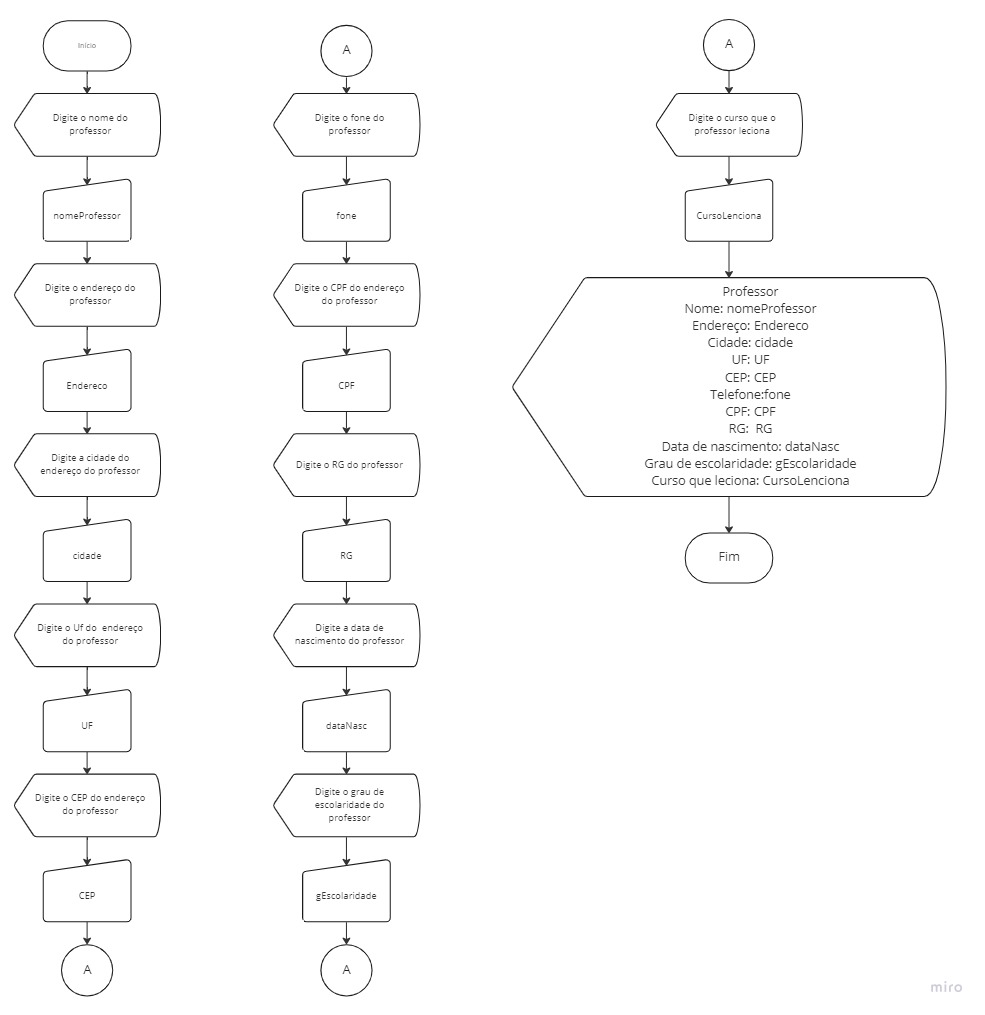 Início
Digite o nome do
professor
nomeProfessor
Digite o endereço do
professor
Endereco
Digite a cidade do
endereço do professor
cidade
Digite o Uf do  endereço
do professor
UF
Digite o CEP do endereço
do professor
CEP
A
A
Digite o fone do
professor
fone
Digite o CPF do endereço
do professor
CPF
Digite o RG do professor
RG
Digite a data de
nascimento do professor
dataNasc
Digite o grau de
escolaridade do
professor
gEscolaridade
A
A
Digite o curso que o
professor leciona
CursoLenciona
Professor
Nome: nomeProfessor
Endereço: Endereco
Cidade: cidade
UF: UF
CEP: CEP
Telefone:fone
CPF: CPF
RG:  RG
Data de nascimento: dataNasc
Grau de escolaridade: gEscolaridade
Curso que leciona: CursoLenciona
Fim
miro